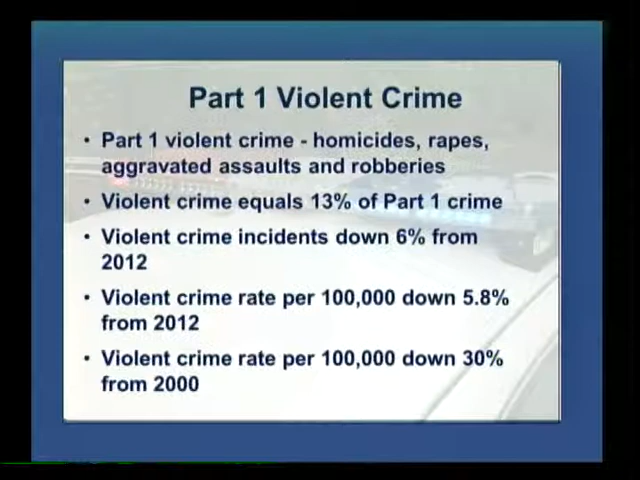 Part 1 Violent Crime
• Part 1 violent crime - homicides, rapes,
aggravated assaults and robberies
• Violent crime equals 13% of Part 1 crime
• Violent crime incidents down 6% from
2012
• Violent crime rate per 100,000 down 5.8%
from 2012
• Violent crime rate per 100,000 down 30%
from 2000